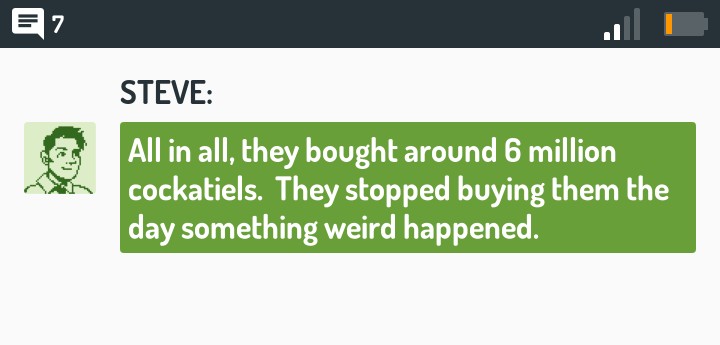 7
STEVE:
All in all, they bought around 6 million
cockatiels.  They stopped buying them the
day something weird happened.